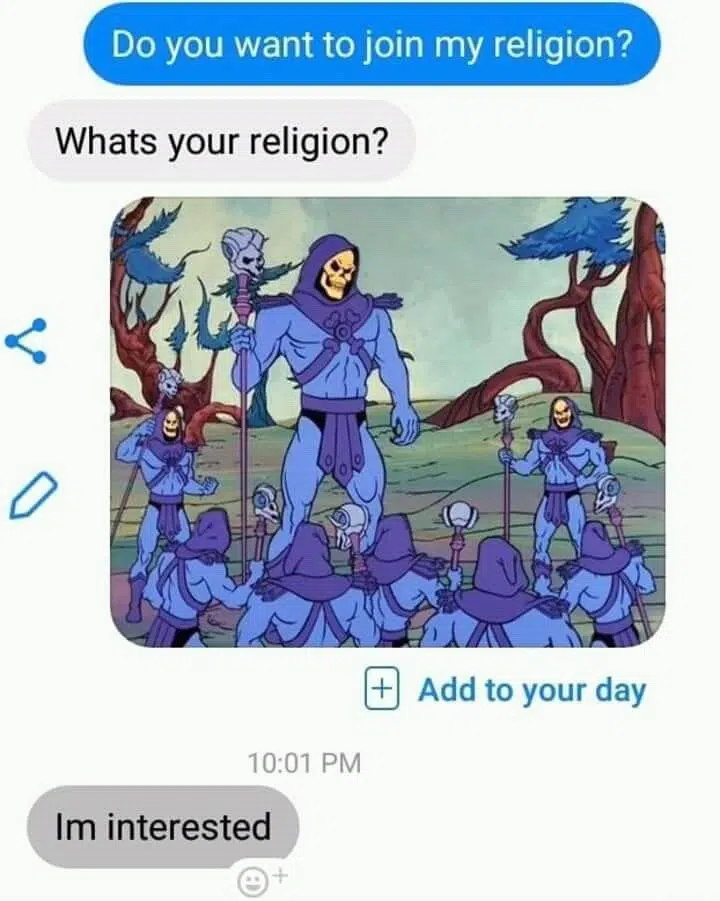 Do you want to join my religion?
Whats your religion?
Add to your day
10:01 PM
Im interested